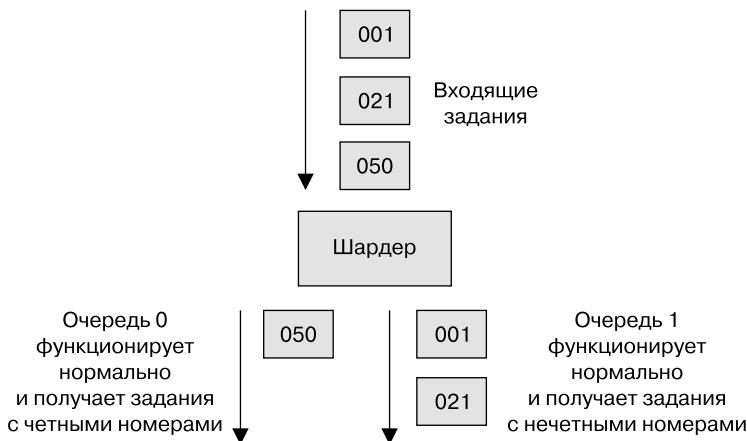 001
021
Входящие
задания
050
Шардер
Очередь 0
функционирует
нормально
и получает задания
с четными номерами
050
001
021
Очередь 1
функционирует
нормально
и получает задания
с нечетными номерами